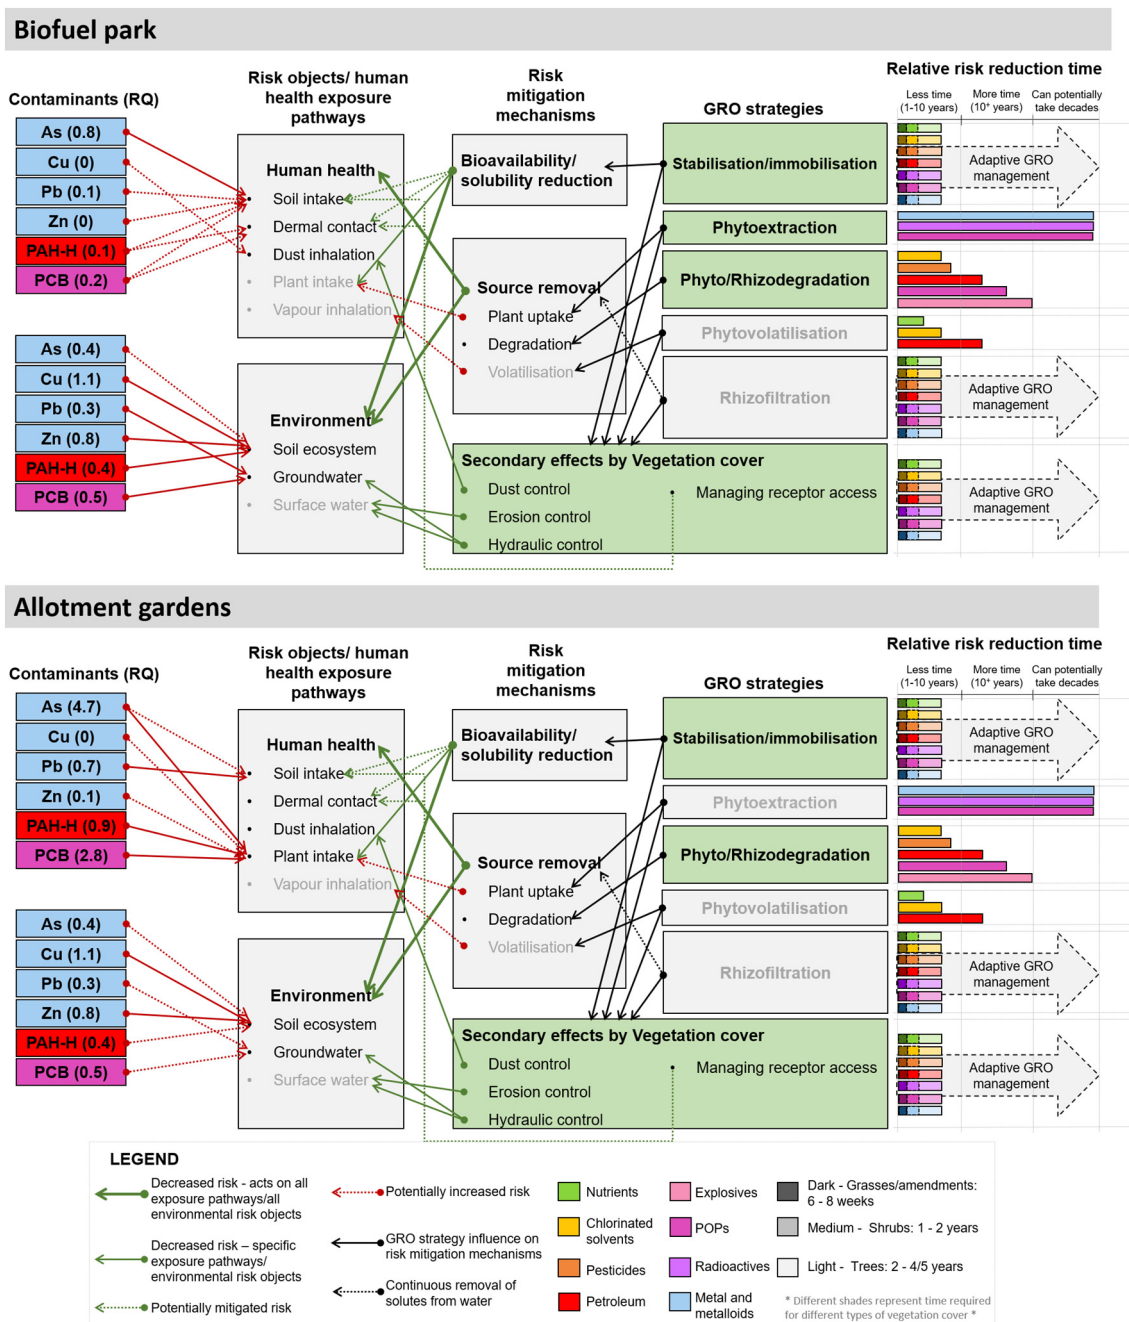 Biofuel park
Contaminants (RQ)
As (0.8)
Cu (0)
Pb (0.1)
Zn (0)
PAH-H (0.1)
PCB (0.2)
As (0.4)
Cu (1.1)
Pb (0.3)
Zn (0.8)
PAH-H (0.4)
PCB (0.5)
Risk objects/ human
health exposure
pathways
Human health
Soil intake
Dermal contact
Dust inhalation
Plant intake
Vapour inhalation
Environment
Soil ecosystem
Groundwater
Surface water
Risk
mitigation
mechanisms
Bioavailability/
solubility reduction
Source removal
Plant uptake
Degradation
Volatilisation
GRO strategies
Stabilisation/immobilisation
Phytoextraction
Phyto/Rhizodegradation
Phytovolatilisation
Rhizofiltration
Secondary effects by Vegetation cover
Dust control
Erosion control
Hydraulic control
Managing receptor access
Relative risk reduction time
Less time
(1-10 years)
More time
(10⁺ years)
Can potentially
take decades
Adaptive GRO
management
Adaptive GRO
management
Adaptive GRO
management
Allotment gardens
Contaminants (RQ)
As (4.7)
Cu (0)
Pb (0.7)
Zn (0.1)
PAH-H (0.9)
PCB (2.8)
As (0.4)
Cu (1.1)
Pb (0.3)
Zn (0.8)
PAH-H (0.4)
PCB (0.5)
Risk objects/ human
health exposure
pathways
Human health
Soil intake
Dermal contact
Dust inhalation
Plant intake
Vapour inhalation
Environment
Soil ecosystem
Groundwater
Surface water
Risk
mitigation
mechanisms
Bioavailability/
solubility reduction
Source removal
Plant uptake
Degradation
Volatilisation
GRO strategies
Stabilisation/immobilisation
Phytoextraction
Phyto/Rhizodegradation
Phytovolatilisation
Rhizofiltration
Secondary effects by Vegetation cover
Dust control
Erosion control
Hydraulic control
Managing receptor access
Relative risk reduction time
Less time
(1-10 years)
More time
(10⁺ years)
Can potentially
take decades
Adaptive GRO
management
Adaptive GRO
management
Adaptive GRO
management
LEGEND
Decreased risk - acts on all
exposure pathways/all
environmental risk objects
Decreased risk – specific
exposure pathways/
environmental risk objects
Potentially mitigated risk
Potentially increased risk
GRO strategy influence on
risk mitigation mechanisms
Continuous removal of
solutes from water
Nutrients
Chlorinated
solvents
Pesticides
Petroleum
Explosives
POPs
Radioactives
Metal and
metalloids
Dark - Grasses/amendments:
6 - 8 weeks
Medium - Shrubs: 1 - 2 years
Light - Trees: 2 - 4/5 years
* Different shades represent time required
for different types of vegetation cover *